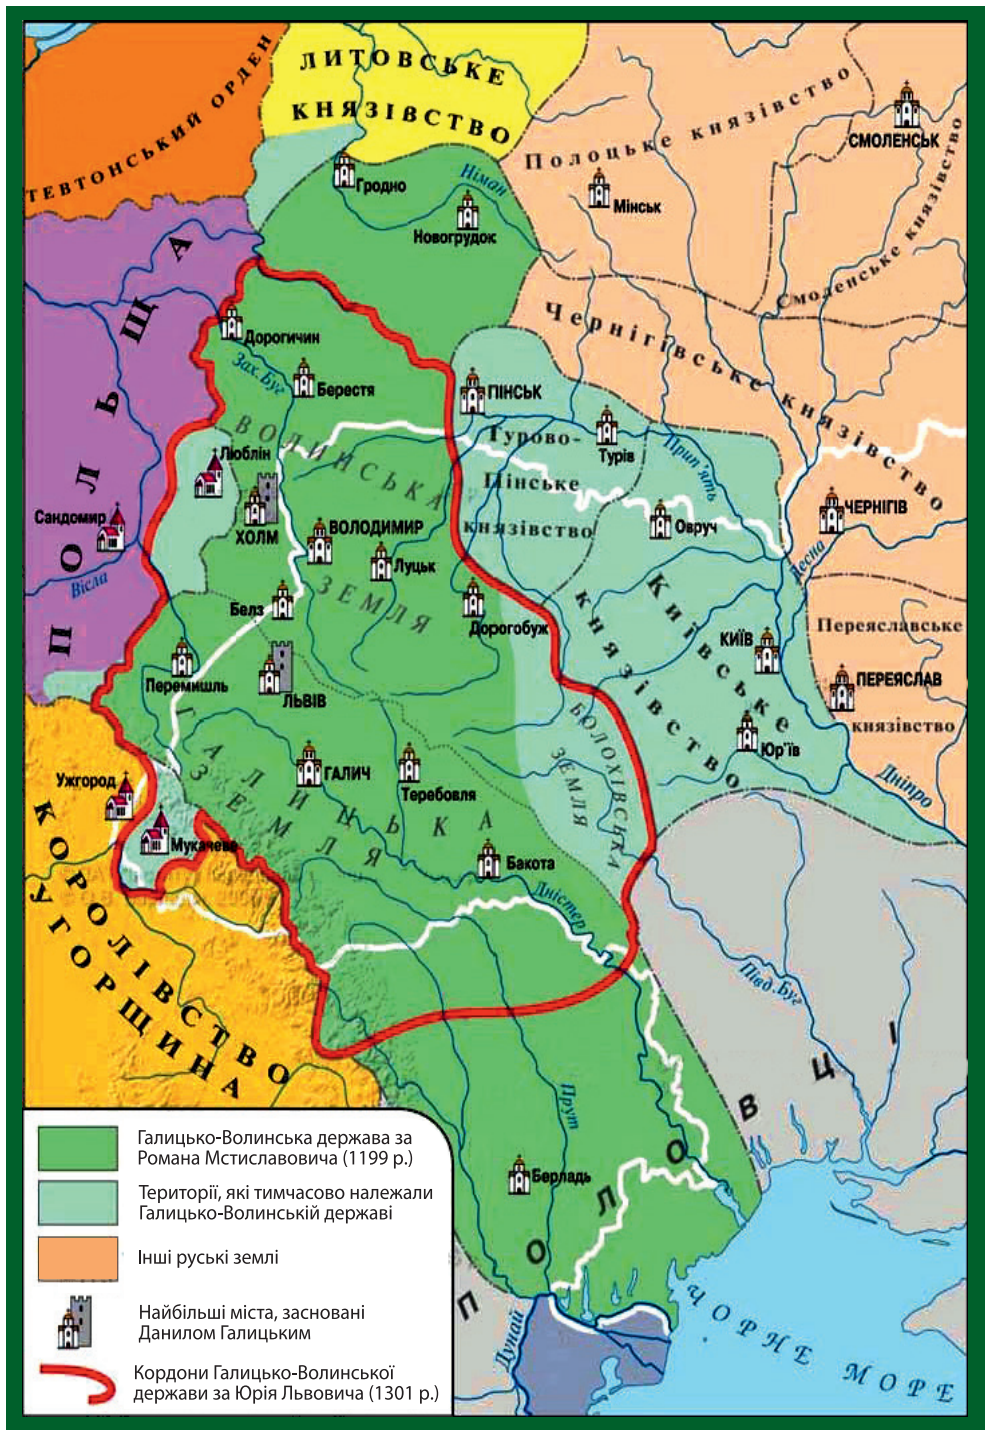 ТЕВТОНСЬКИЙ ОРДЕН
ЛИТОВСЬКЕ
КНЯЗІВСТВО
Полоцьке князівство
СМОЛЕНСЬК
Смоленське князівство
Гродно
Німан
Новогрудок
Мінськ
ПОЛЬЩА
Чернігівське князівство
Дорогичин
Зах.Буг
Берестя
ПІНСЬК
Турово-
Пінське
князівство
Турів
Прип'ять
ВОЛИНСЬКА
ЗЕМЛЯ
Люблін
Сандомир
ХОЛМ
ВОЛОДИМИР
Луцьк
Овруч
ЧЕРНІГІВ
Десна
Вісла
Белз
Дорогобуж
Київське
князівство
КИЇВ
Переяславське
князівство
ПЕРЕЯСЛАВ
Перемишль
ЛЬВІВ
БОЛОХІВСЬКА
ЗЕМЛЯ
Юр'їв
Дніпро
ГАЛИЦЬКА
ЗЕМЛЯ
ГАЛИЧ
Теребовля
Ужгород
Мукачеве
Бакота
Дністер
КОРОЛІВСТВО
УГОРЩИНА
Півд.Буг
ПОЛОВЦІ
Прут
Берладь
Дунай
ЧОРНЕ МОРЕ
Галицько-Волинська держава за
Романа Мстиславовича (1199 р.)
Території, які тимчасово належали
Галицько-Волинській державі
Інші руські землі
Найбільші міста, засновані
Данилом Галицьким
Кордони Галицько-Волинської
держави за Юрія Львовича (1301 р.)